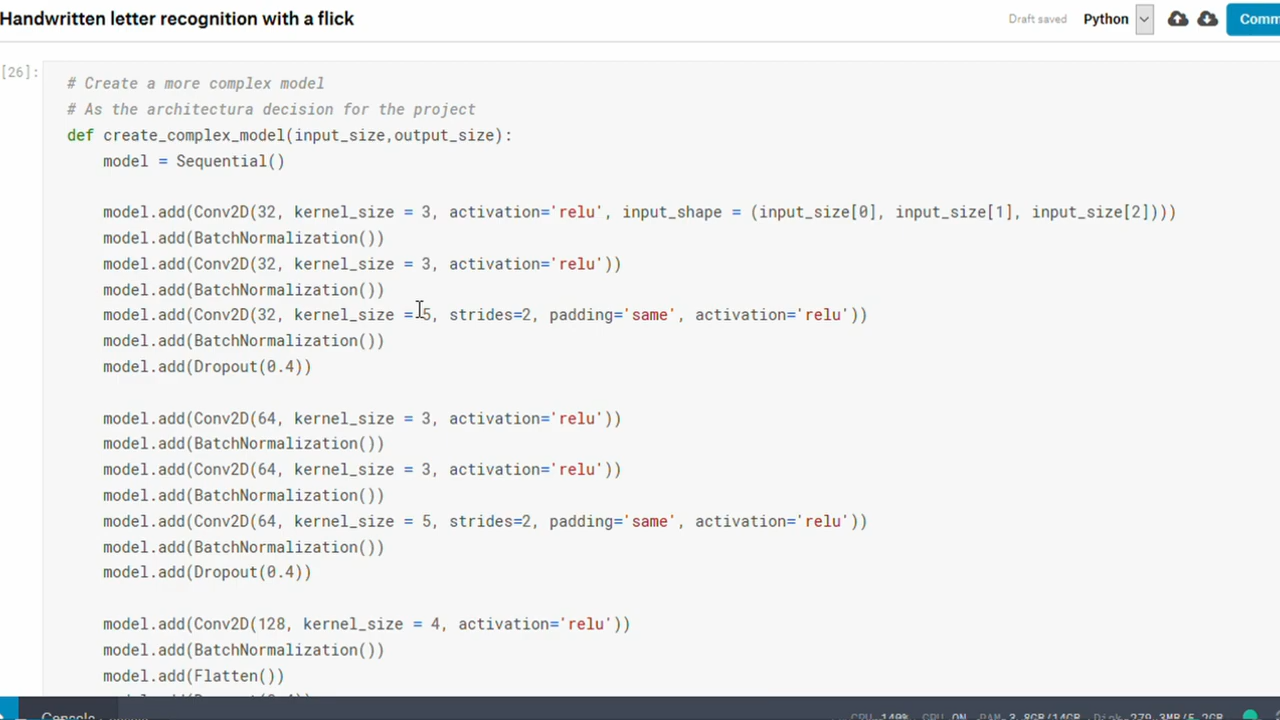 Handwritten letter recognition with a flick
Draft saved
Python
Comm
[26]:
# Create a more complex model
# As the architectura decision for the project
def create_complex_model(input_size,output_size):
    model = Sequential()
    model.add(Conv2D(32, kernel_size = 3, activation='relu', input_shape = (input_size[0], input_size[1], input_size[2])))
    model.add(BatchNormalization())
    model.add(Conv2D(32, kernel_size = 3, activation='relu'))
    model.add(BatchNormalization())
    model.add(Conv2D(32, kernel_size = 5, strides=2, padding='same', activation='relu'))
    model.add(BatchNormalization())
    model.add(Dropout(0.4))
    model.add(Conv2D(64, kernel_size = 3, activation='relu'))
    model.add(BatchNormalization())
    model.add(Conv2D(64, kernel_size = 3, activation='relu'))
    model.add(BatchNormalization())
    model.add(Conv2D(64, kernel_size = 5, strides=2, padding='same', activation='relu'))
    model.add(BatchNormalization())
    model.add(Dropout(0.4))
    model.add(Conv2D(128, kernel_size = 4, activation='relu'))
    model.add(BatchNormalization())
    model.add(Flatten())
Console